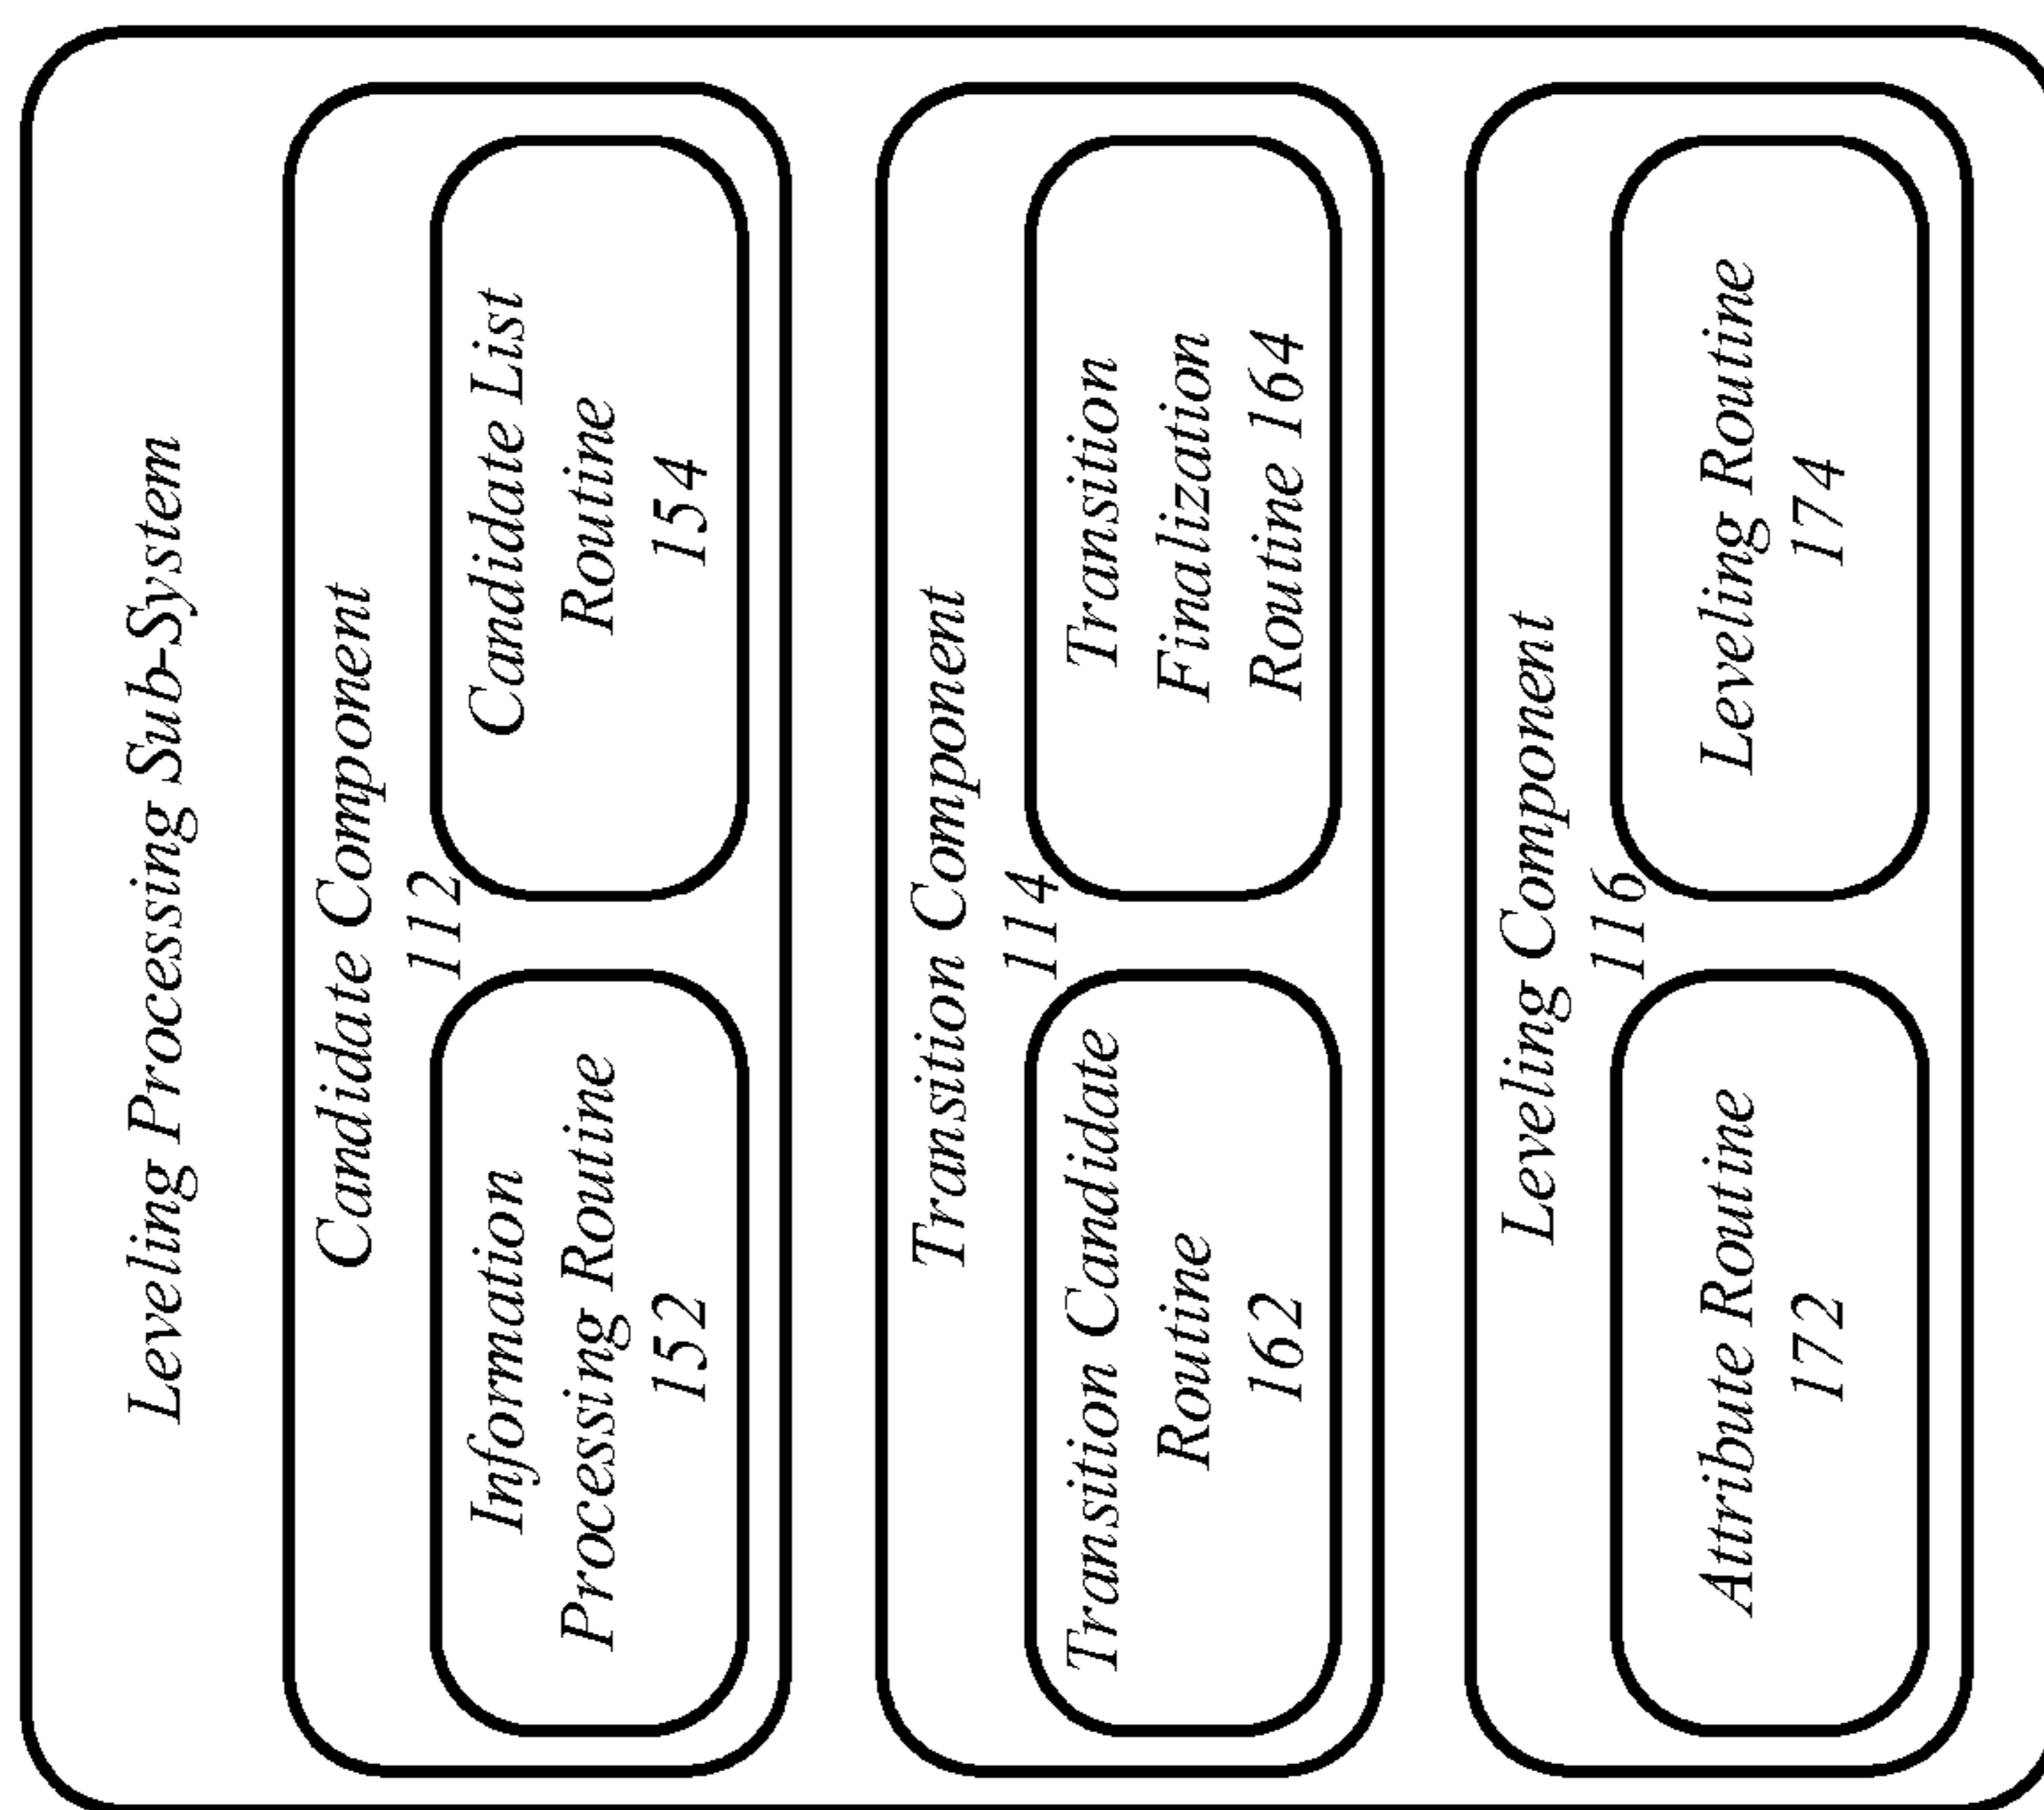 Leveling Processing Sub-System
Candidate Component
112
Information
Processing Routine
152
Candidate List
Routine
154
Transition Component
114
Transition Candidate
Routine
162
Transition
Finalization
Routine 164
Leveling Component
116
Attribute Routine
172
Leveling Routine
174